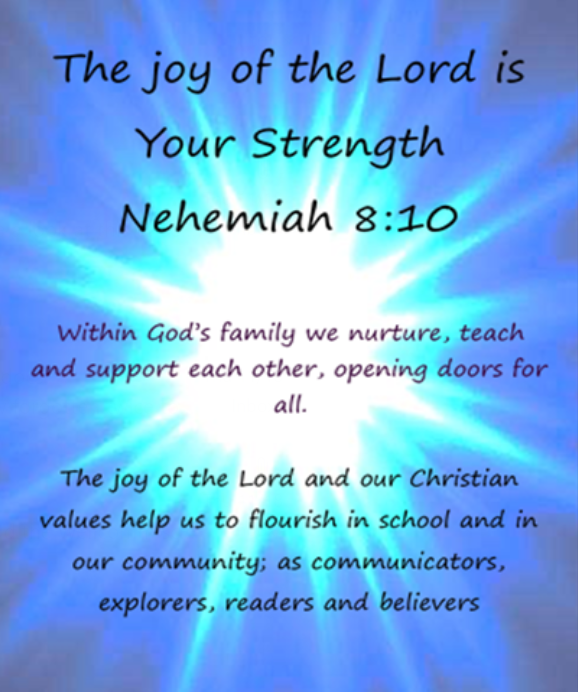 The joy of the Lord is
Your Strength
Nehemiah 8:10
Within God's family we nurture, teach
and support each other, opening doors for
all.
The joy of the Lord and our Christian
values help us to flourish in school and in
our community; as communicators,
explorers, readers and believers